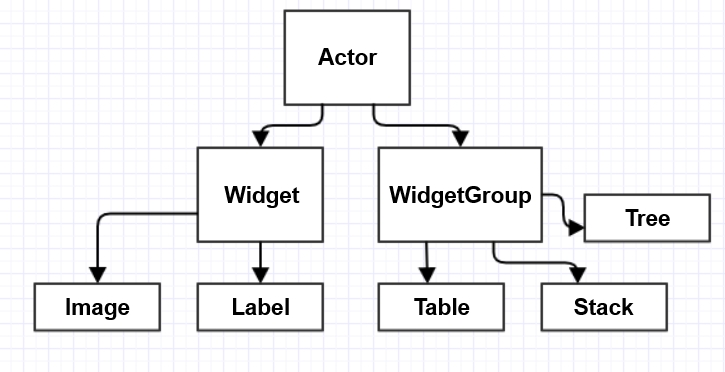 Actor
Widget
WidgetGroup
Tree
Image
Label
Table
Stack